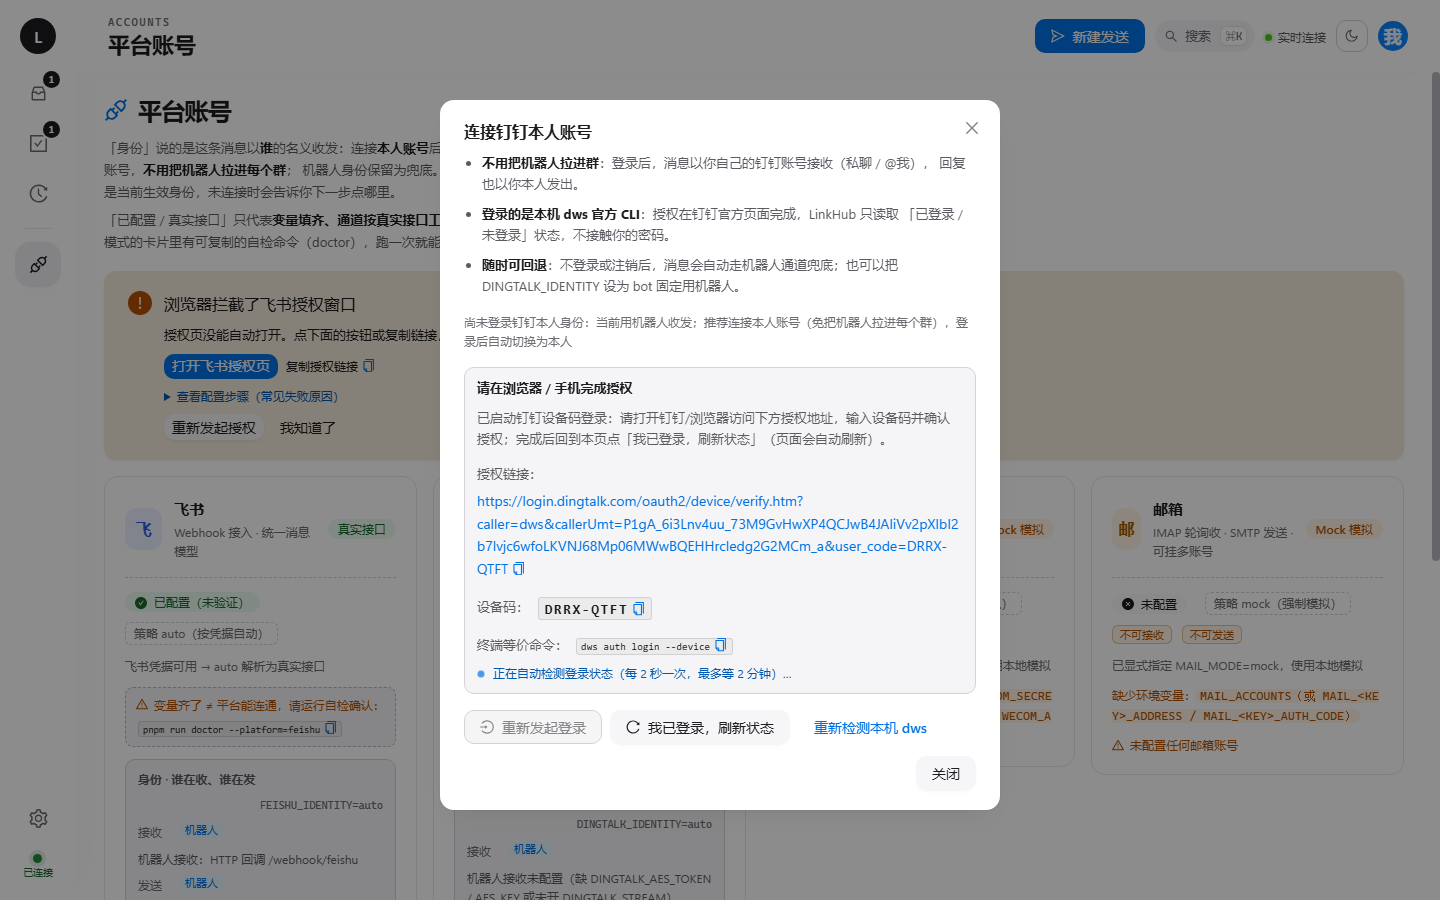 L
ACCOUNTS
平台账号
新建发送
搜索 ⌘K
实时连接
我
1
1
已连接
平台账号
「身份」说的是这条消息以谁的名义收发：连接本人账号后
账号，不用把机器人拉进每个群； 机器人身份保留为兜底。
是当前生效身份，未连接时会告诉你下一步点哪里。
「已配置 / 真实接口」只代表变量填齐、通道按真实接口工
模式的卡片里有可复制的自检命令（doctor），跑一次就能
浏览器拦截了飞书授权窗口
授权页没能自动打开。点下面的按钮或复制链接，
打开飞书授权页 复制授权链接
查看配置步骤（常见失败原因）
重新发起授权 我知道了
飞
飞书
Webhook 接入 · 统一消息
模型
真实接口
已配置（未验证）
策略 auto（按凭据自动）
飞书凭据可用 → auto 解析为真实接口
变量齐了 ≠ 平台能连通，请运行自检确认：
pnpm run doctor --platform=feishu
身份 · 谁在收、谁在发
FEISHU_IDENTITY=auto
接收 机器人
机器人接收：HTTP 回调 /webhook/feishu
发送 机器人
连接钉钉本人账号
不用把机器人拉进群：登录后，消息以你自己的钉钉账号接收（私聊 / @我）， 回复
也以你本人发出。
登录的是本机 dws 官方 CLI：授权在钉钉官方页面完成，LinkHub 只读取 「已登录 /
未登录」状态，不接触你的密码。
随时可回退：不登录或注销后，消息会自动走机器人通道兜底；也可以把
DINGTALK_IDENTITY 设为 bot 固定用机器人。
尚未登录钉钉本人身份：当前用机器人收发；推荐连接本人账号（免把机器人拉进每个群），登
录后自动切换为本人
请在浏览器 / 手机完成授权
已启动钉钉设备码登录：请打开钉钉/浏览器访问下方授权地址，输入设备码并确认
授权；完成后回到本页点「我已登录，刷新状态」（页面会自动刷新）。
授权链接：
https://login.dingtalk.com/oauth2/device/verify.htm?
caller=dws&callerUmt=P1gA_6i3Lnv4uu_73M9GvHwXP4QCJwB4JAliVv2pXlbI2
b7lvjc6wfoLKVNJ68Mp06MWwBQEHHrcIedg2G2MCm_a&user_code=DRRX-
QTFT
设备码： DRRX-QTFT
终端等价命令： dws auth login --device
正在自动检测登录状态（每 2 秒一次，最多等 2 分钟）...
重新发起登录 我已登录，刷新状态 重新检测本机 dws
关闭
DINGTALK_IDENTITY=auto
接收 机器人
机器人接收未配置（缺 DINGTALK_AES_TOKEN
/ AES_KEY 或未开 DINGTALK_STREAM）
ock 模拟
用本地模拟
OM_SECRE
WECOM_A
邮
邮箱
IMAP 轮询收 · SMTP 发送 ·
可挂多账号
Mock 模拟
未配置 策略 mock（强制模拟）
不可接收 不可发送
已显式指定 MAIL_MODE=mock，使用本地模拟
缺少环境变量： MAIL_ACCOUNTS（或 MAIL_<KE
Y>_ADDRESS / MAIL_<KEY>_AUTH_CODE）
未配置任何邮箱账号